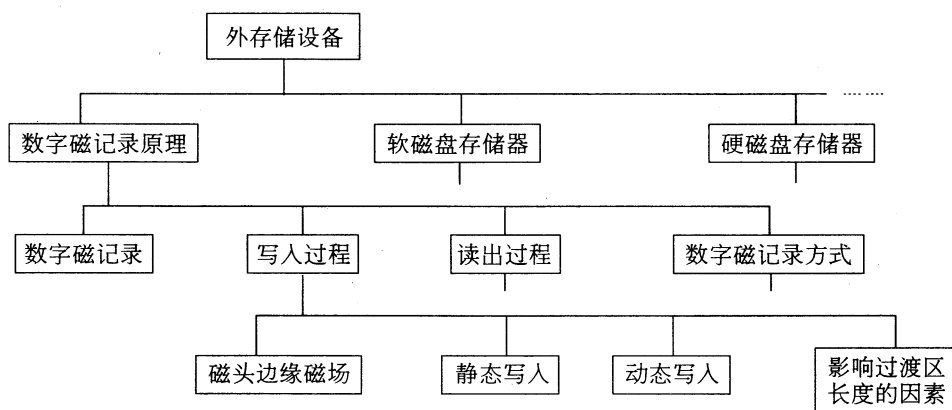 外存储设备
数字磁记录原理
软磁盘存储器
硬磁盘存储器
数字磁记录
写入过程
读出过程
数字磁记录方式
磁头边缘磁场
静态写入
动态写入
影响过渡区
长度的因素